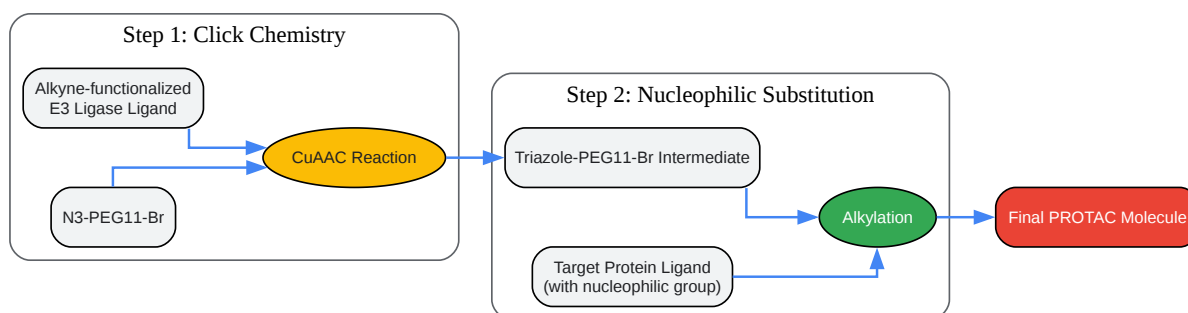 Step 1: Click Chemistry
Alkyne-functionalized
E3 Ligase Ligand
CuAAC Reaction
N3-PEG11-Br
Step 2: Nucleophilic Substitution
Triazole-PEG11-Br Intermediate
Alkylation
Final PROTAC Molecule
Target Protein Ligand
(with nucleophilic group)